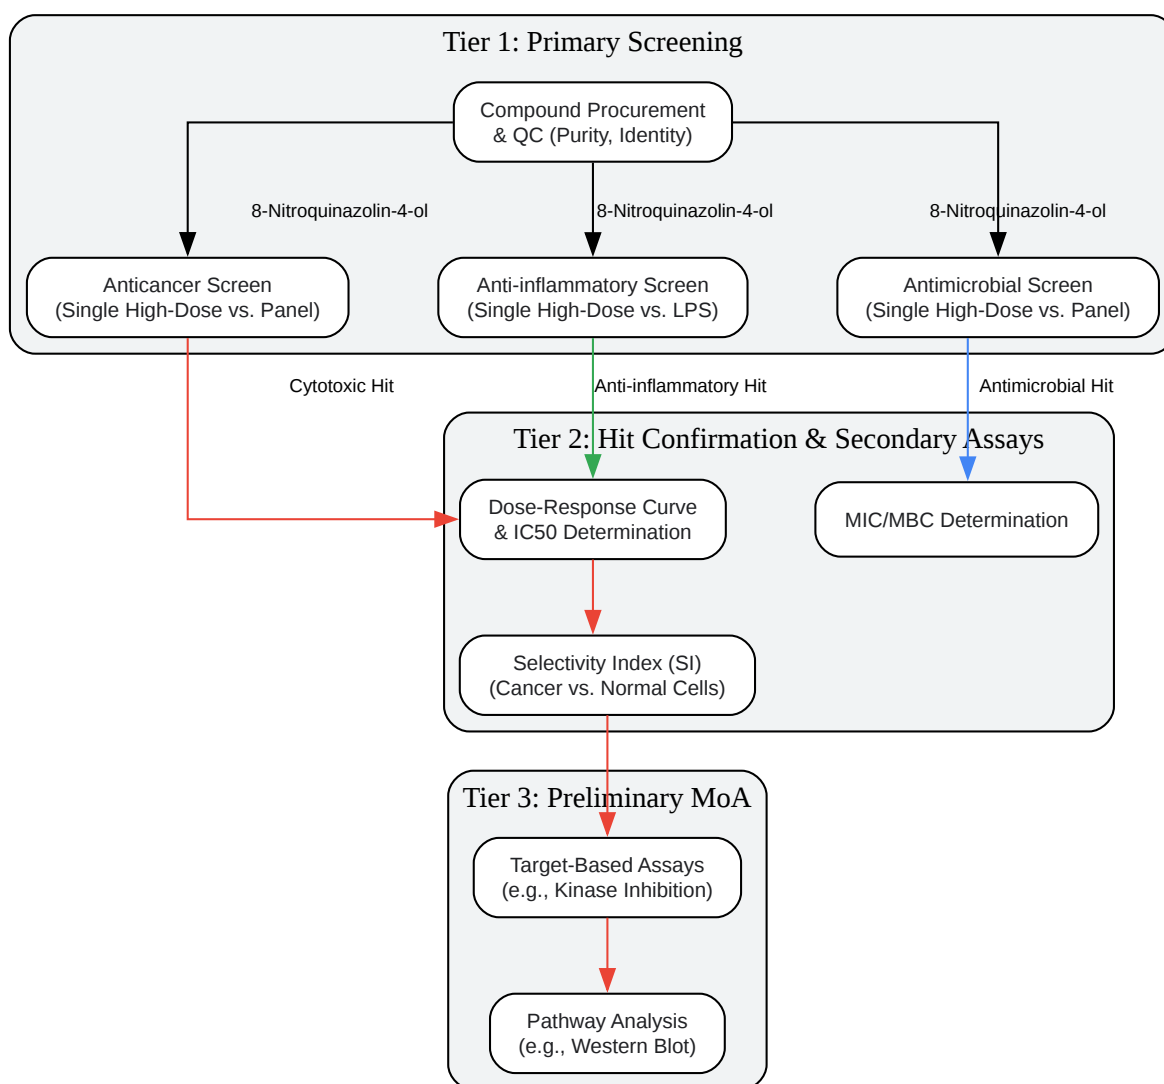 Tier 1: Primary Screening
Compound Procurement
& QC (Purity, Identity)
8-Nitroquinazolin-4-ol
8-Nitroquinazolin-4-ol
8-Nitroquinazolin-4-ol
Anticancer Screen
(Single High-Dose vs. Panel)
Anti-inflammatory Screen
(Single High-Dose vs. LPS)
Antimicrobial Screen
(Single High-Dose vs. Panel)
Cytotoxic Hit
Anti-inflammatory Hit
Antimicrobial Hit
Tier 2: Hit Confirmation & Secondary Assays
Dose-Response Curve
& IC50 Determination
MIC/MBC Determination
Selectivity Index (SI)
(Cancer vs. Normal Cells)
Tier 3: Preliminary MoA
Target-Based Assays
(e.g., Kinase Inhibition)
Pathway Analysis
(e.g., Western Blot)